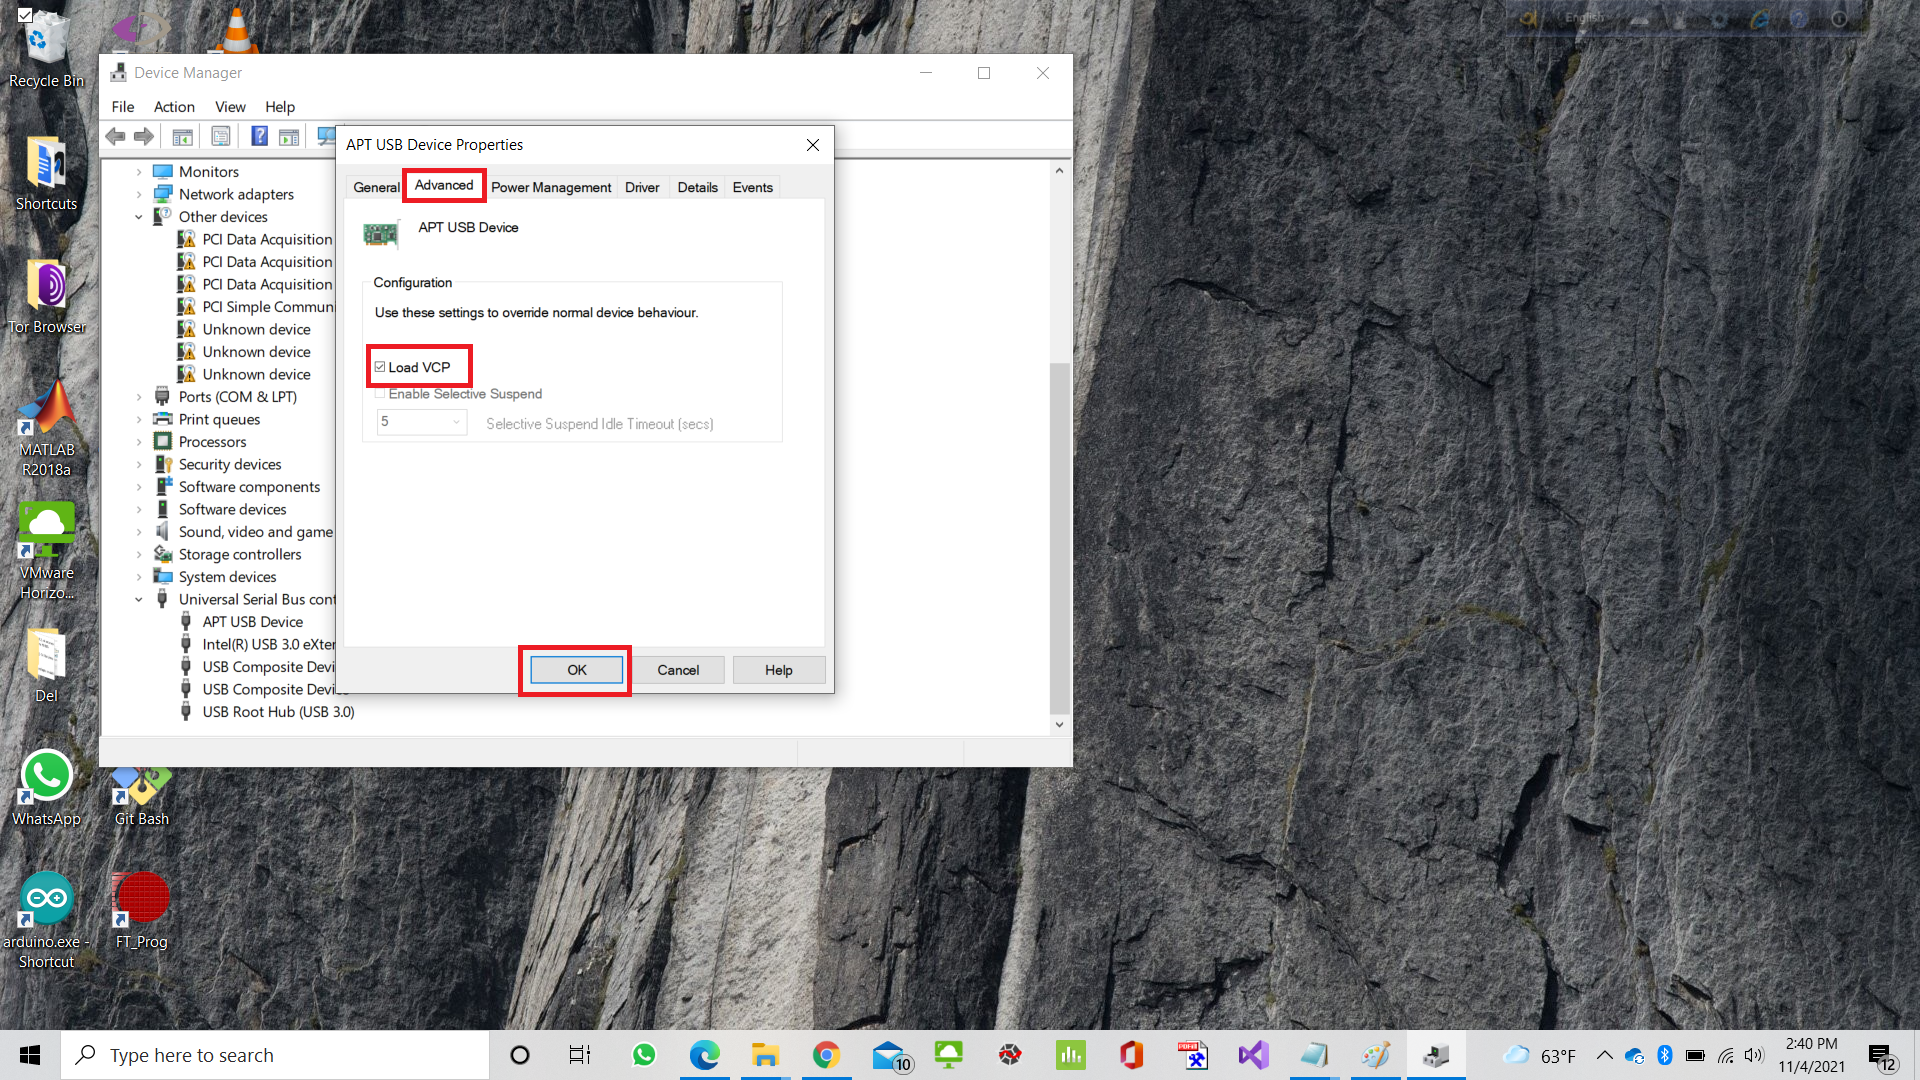 English
Recycle Bin
Shortcuts
Tor Browser
MATLAB
R2018a
VMware
Horizo...
Del
WhatsApp
Git Bash
arduino.exe -
Shortcut
FT_Prog
Device Manager
File Action View Help
Monitors
Network adapters
Other devices
PCI Data Acquisition
PCI Data Acquisition
PCI Data Acquisition
PCI Simple Commun
Unknown device
Unknown device
Unknown device
Ports (COM & LPT)
Print queues
Processors
Security devices
Software components
Software devices
Sound, video and game
Storage controllers
System devices
Universal Serial Bus cont
APT USB Device
Intel(R) USB 3.0 eXter
USB Composite Devi
USB Composite Device
USB Root Hub (USB 3.0)
APT USB Device Properties
General Advanced Power Management Driver Details Events
APT USB Device
Configuration
Use these settings to override normal device behaviour.
Load VCP
Enable Selective Suspend
5 Selective Suspend Idle Timeout (secs)
OK Cancel Help
Type here to search
10
63°F
2:40 PM
11/4/2021
12